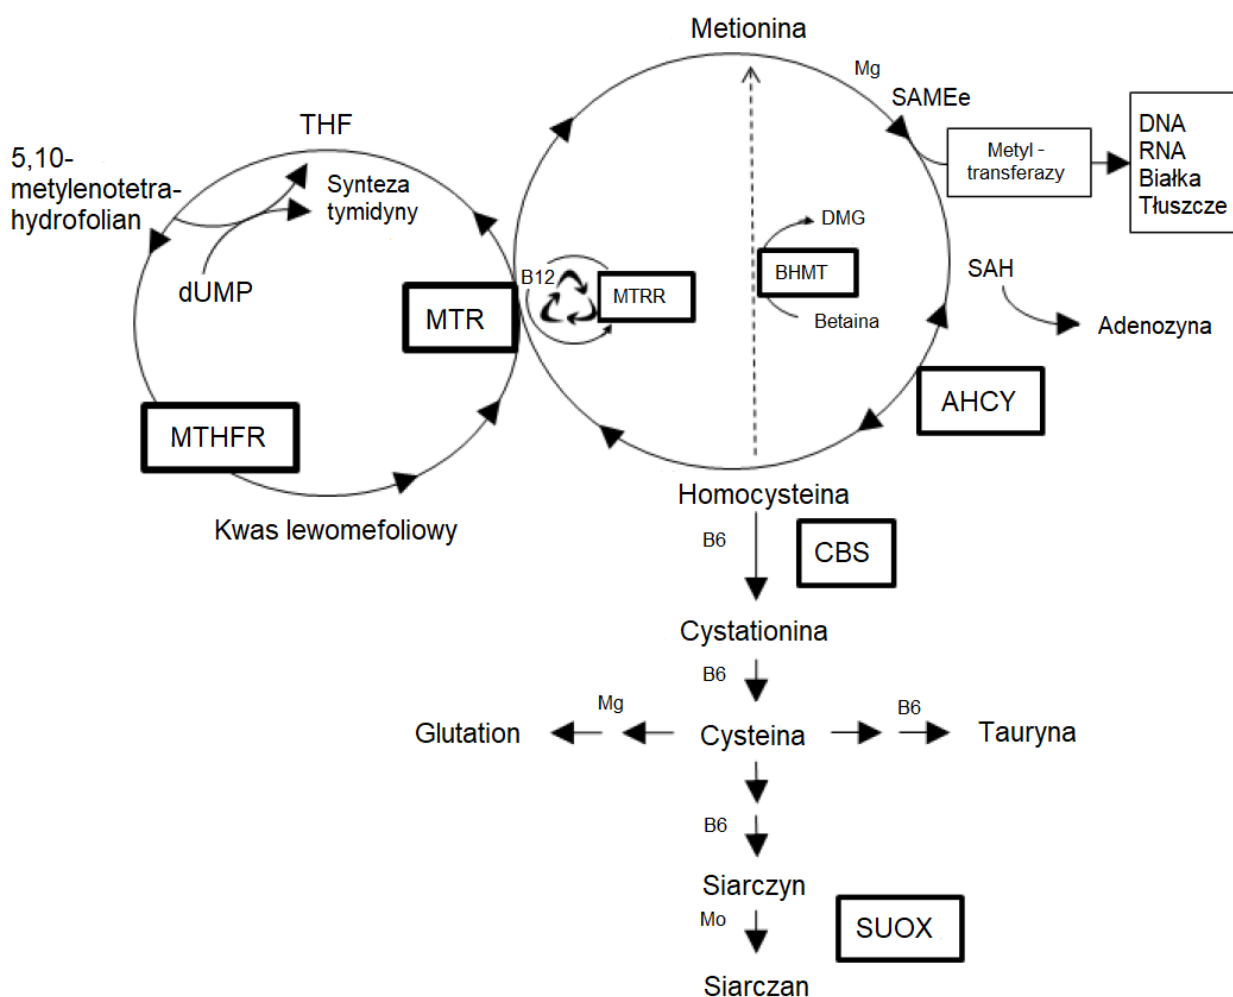 Metionina
Mg
SAMEe
DNA
RNA
Białka
Tłuszcze
Metyl -
transferazy
THF
5,10-
metylenotetra-
hydrofolian
Synteza
tymidyny
dUMP
DMG
BHMT
Betaina
B12
MTRR
MTR
SAH
Adenozyna
AHCY
MTHFR
Kwas lewomefoliowy
Homocysteina
B6
CBS
Cystationina
B6
Glutation
Mg
Cysteina
B6
Tauryna
B6
Siarczyn
Mo
SUOX
Siarczan